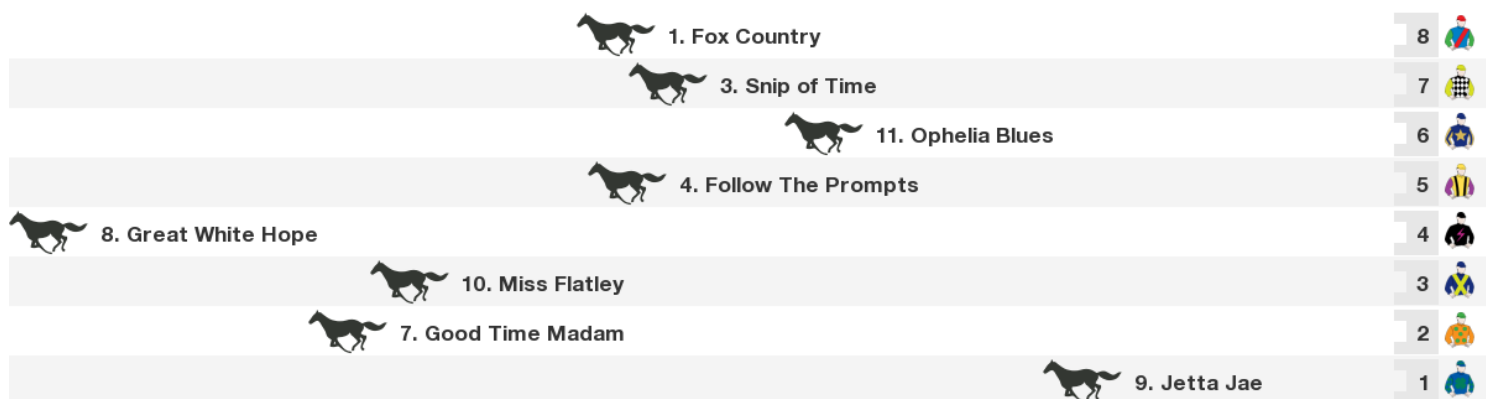 1. Fox Country 8
3. Snip of Time 7
11. Ophelia Blues 6
4. Follow The Prompts 5
8. Great White Hope 4
10. Miss Flatley 3
7. Good Time Madam 2
9. Jetta Jae 1